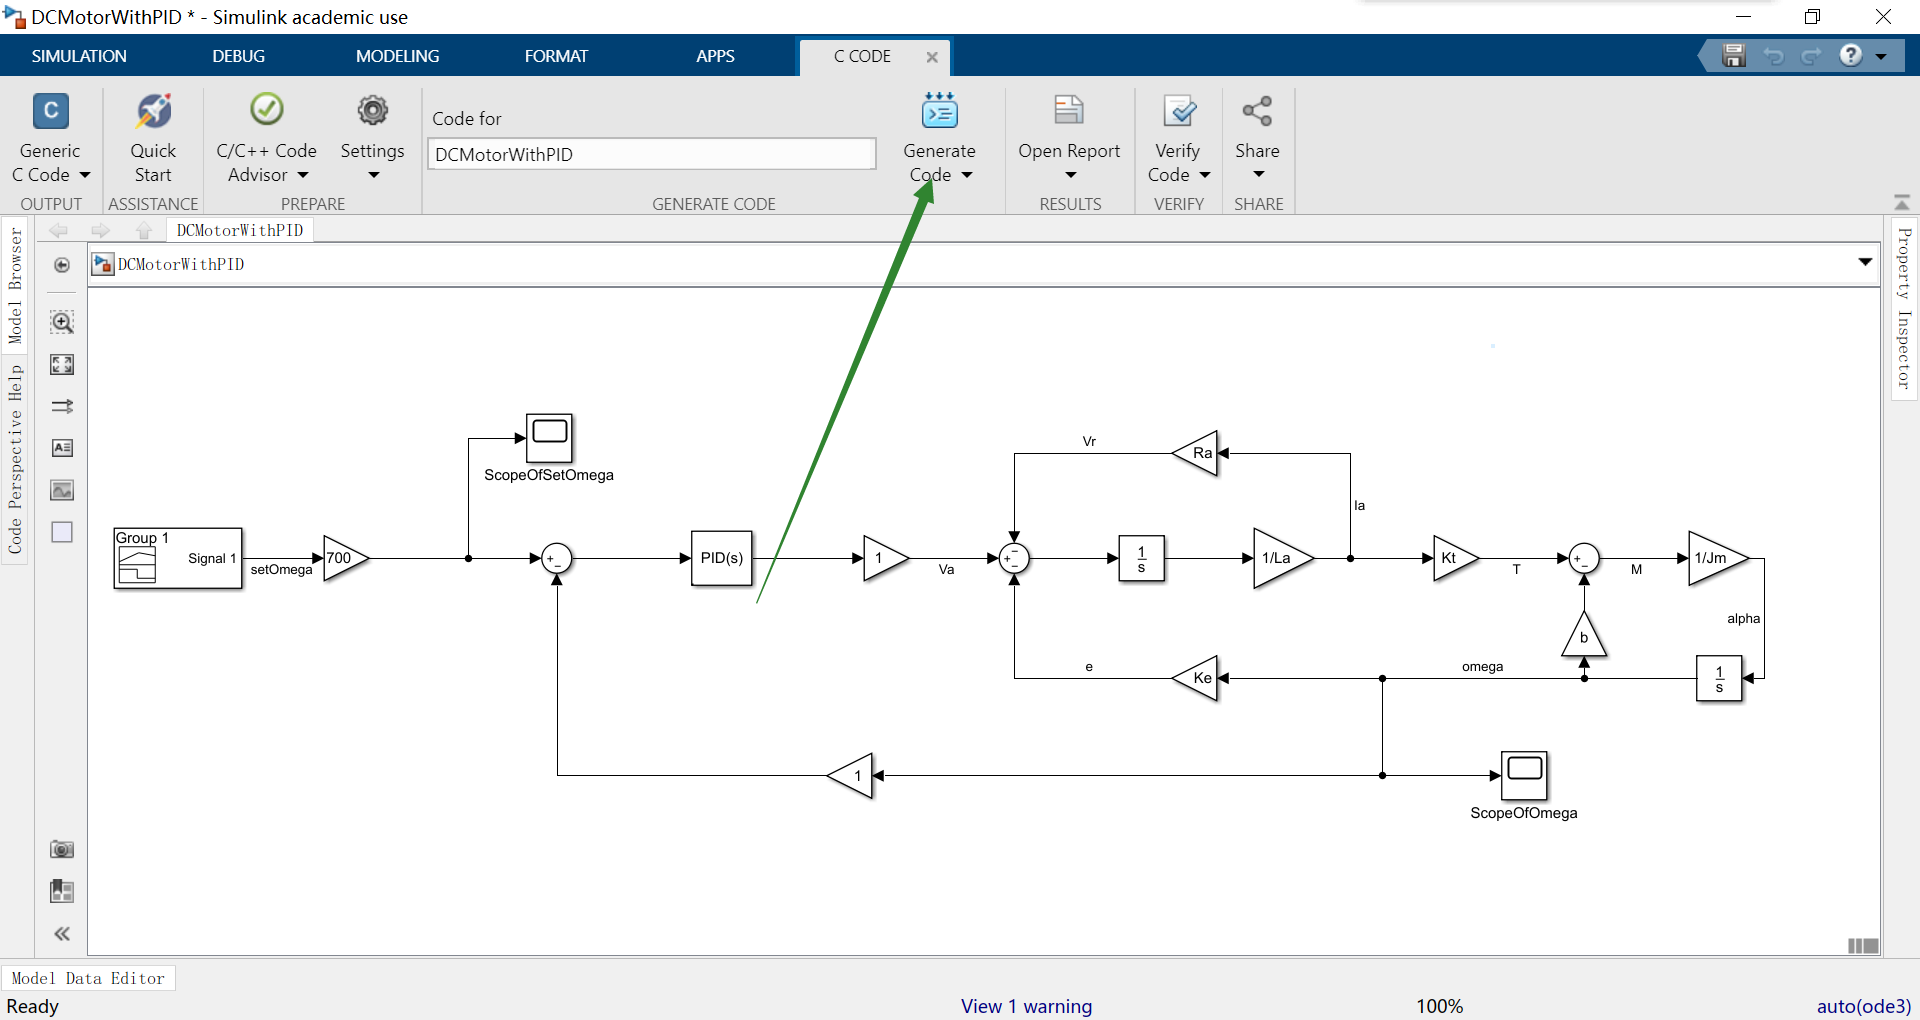 DCMotorWithPID * - Simulink academic use
SIMULATION DEBUG MODELING FORMAT APPS C CODE
C
Generic
C Code
OUTPUT
Quick
Start
ASSISTANCE
C/C++ Code
Advisor
Settings
PREPARE
Code for
DCMotorWithPID
Generate
Code
GENERATE CODE
Open Report
RESULTS
Verify
Code
VERIFY
Share
SHARE
Model Browser
Code Perspective Help
DCMotorWithPID
DCMotorWithPID
Property Inspector
ScopeOfSetOmega
Group 1
Signal 1
setOmega
700
+
−
PID(s)
1
Va
+
−
−
1
s
1/La
Vr
Ra
Ia
Kt
T
+
−
M
1/Jm
alpha
b
1
s
omega
e
Ke
1
ScopeOfOmega
Model Data Editor
Ready
View 1 warning
100%
auto(ode3)